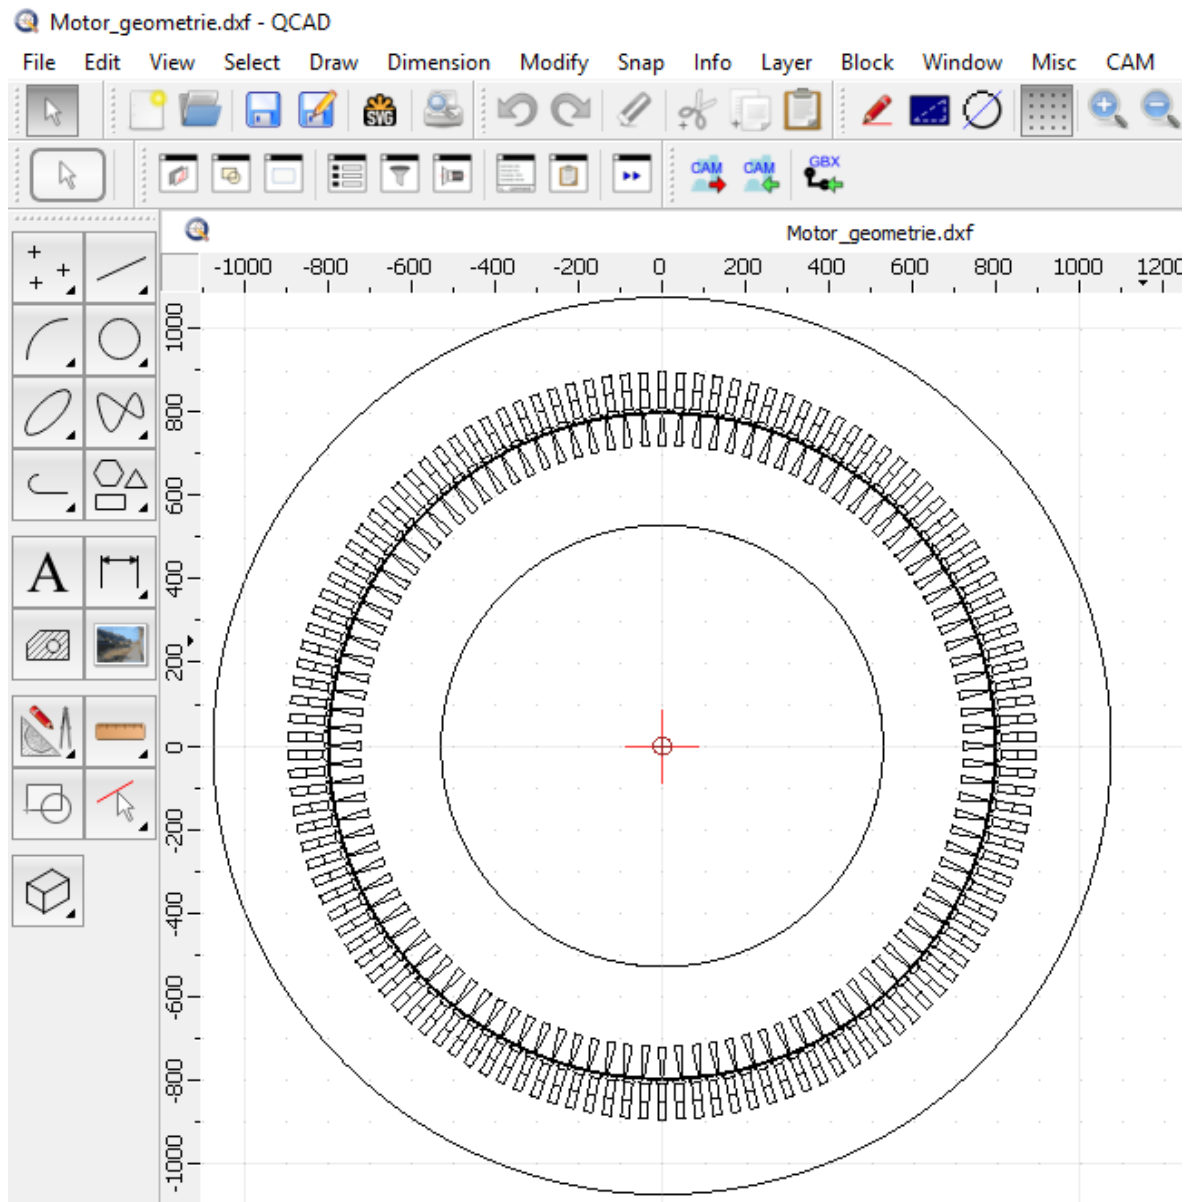 Motor_geometrie.dxf - QCAD
File Edit View Select Draw Dimension Modify Snap Info Layer Block Window Misc CAM
SVG
CAM CAM GBX
Motor_geometrie.dxf
-1000 -800 -600 -400 -200 0 200 400 600 800 1000 1200
1000
800
600
400
200
0
-200
-400
-600
-800
-1000
A